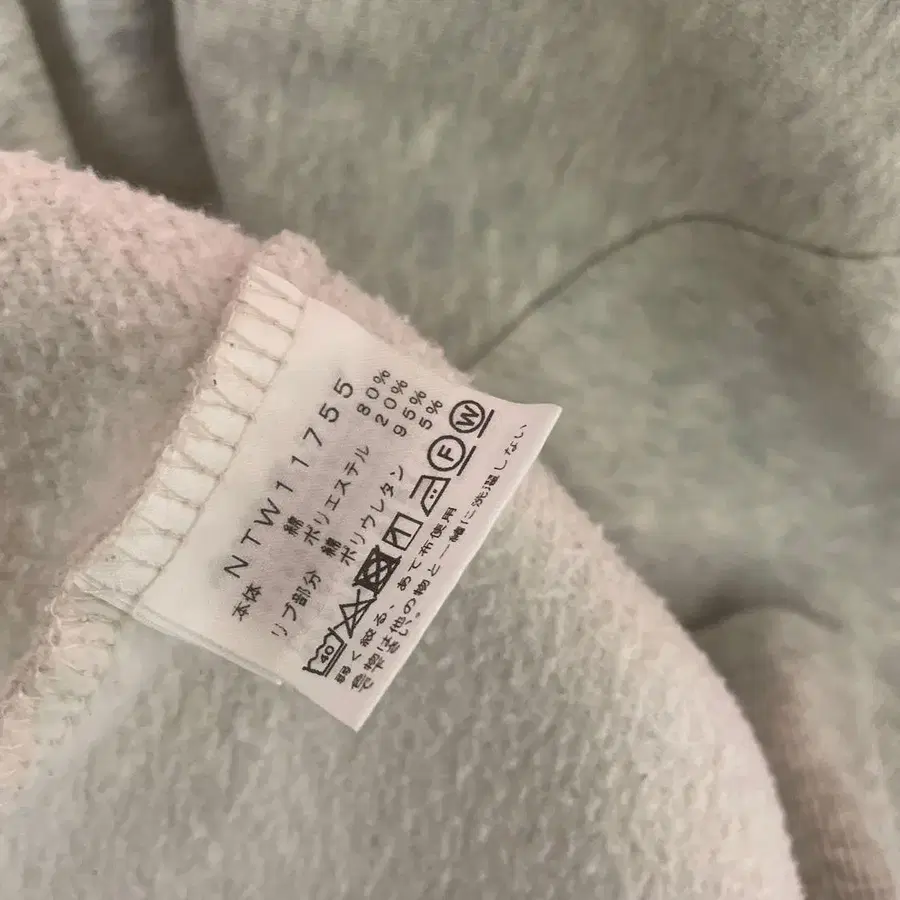 NTW11755
本体 綿 80%
ポリエステル 20%
リブ部分 綿 95%
ポリウレタン 5%
40 F W
弱く絞る、あて布使用
は他の物と一緒に洗濯しない